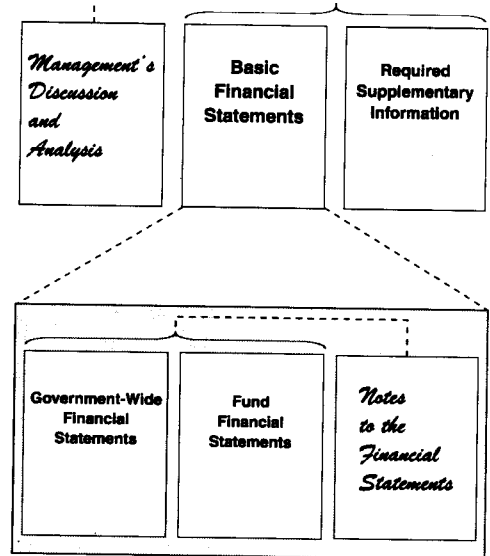 Management's
Discussion
and
Analysis
Basic
Financial
Statements
Required
Supplementary
Information
Government-Wide
Financial
Statements
Fund
Financial
Statements
Notes
to the
Financial
Statements